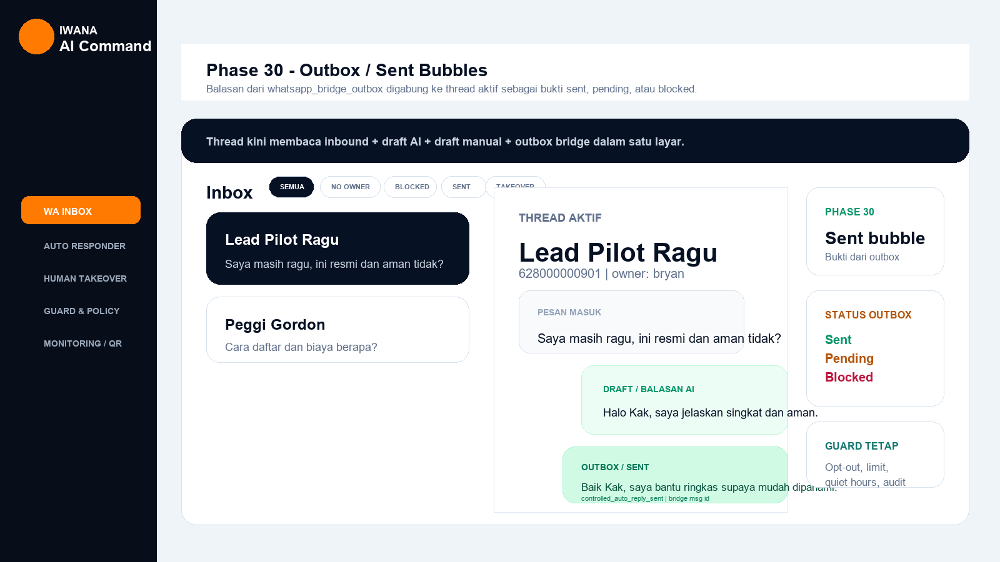 IWANA
AI Command
WA INBOX
AUTO RESPONDER
HUMAN TAKEOVER
GUARD & POLICY
MONITORING / QR
Phase 30 - Outbox / Sent Bubbles
Balasan dari whatsapp_bridge_outbox digabung ke thread aktif sebagai bukti sent, pending, atau blocked.
Thread kini membaca inbound + draft AI + draft manual + outbox bridge dalam satu layar.
Inbox
SEMUA
NO OWNER
BLOCKED
SENT
TAKEOVER
Lead Pilot Ragu
Saya masih ragu, ini resmi dan aman tidak?
Peggi Gordon
Cara daftar dan biaya berapa?
THREAD AKTIF
Lead Pilot Ragu
628000000901 | owner: bryan
PESAN MASUK
Saya masih ragu, ini resmi dan aman tidak?
DRAFT / BALASAN AI
Halo Kak, saya jelaskan singkat dan aman.
OUTBOX / SENT
Baik Kak, saya bantu ringkas supaya mudah dipahami.
controlled_auto_reply_sent | bridge msg id
PHASE 30
Sent bubble
Bukti dari outbox
STATUS OUTBOX
Sent
Pending
Blocked
GUARD TETAP
Opt-out, limit,
quiet hours, audit